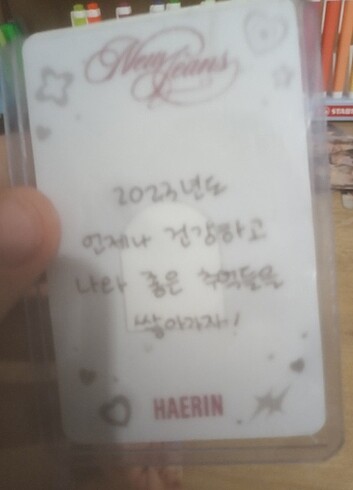 NewJeans
2023년도
언제나 건강하고
나랑 좋은 추억들을
쌓아가자!
HAERIN